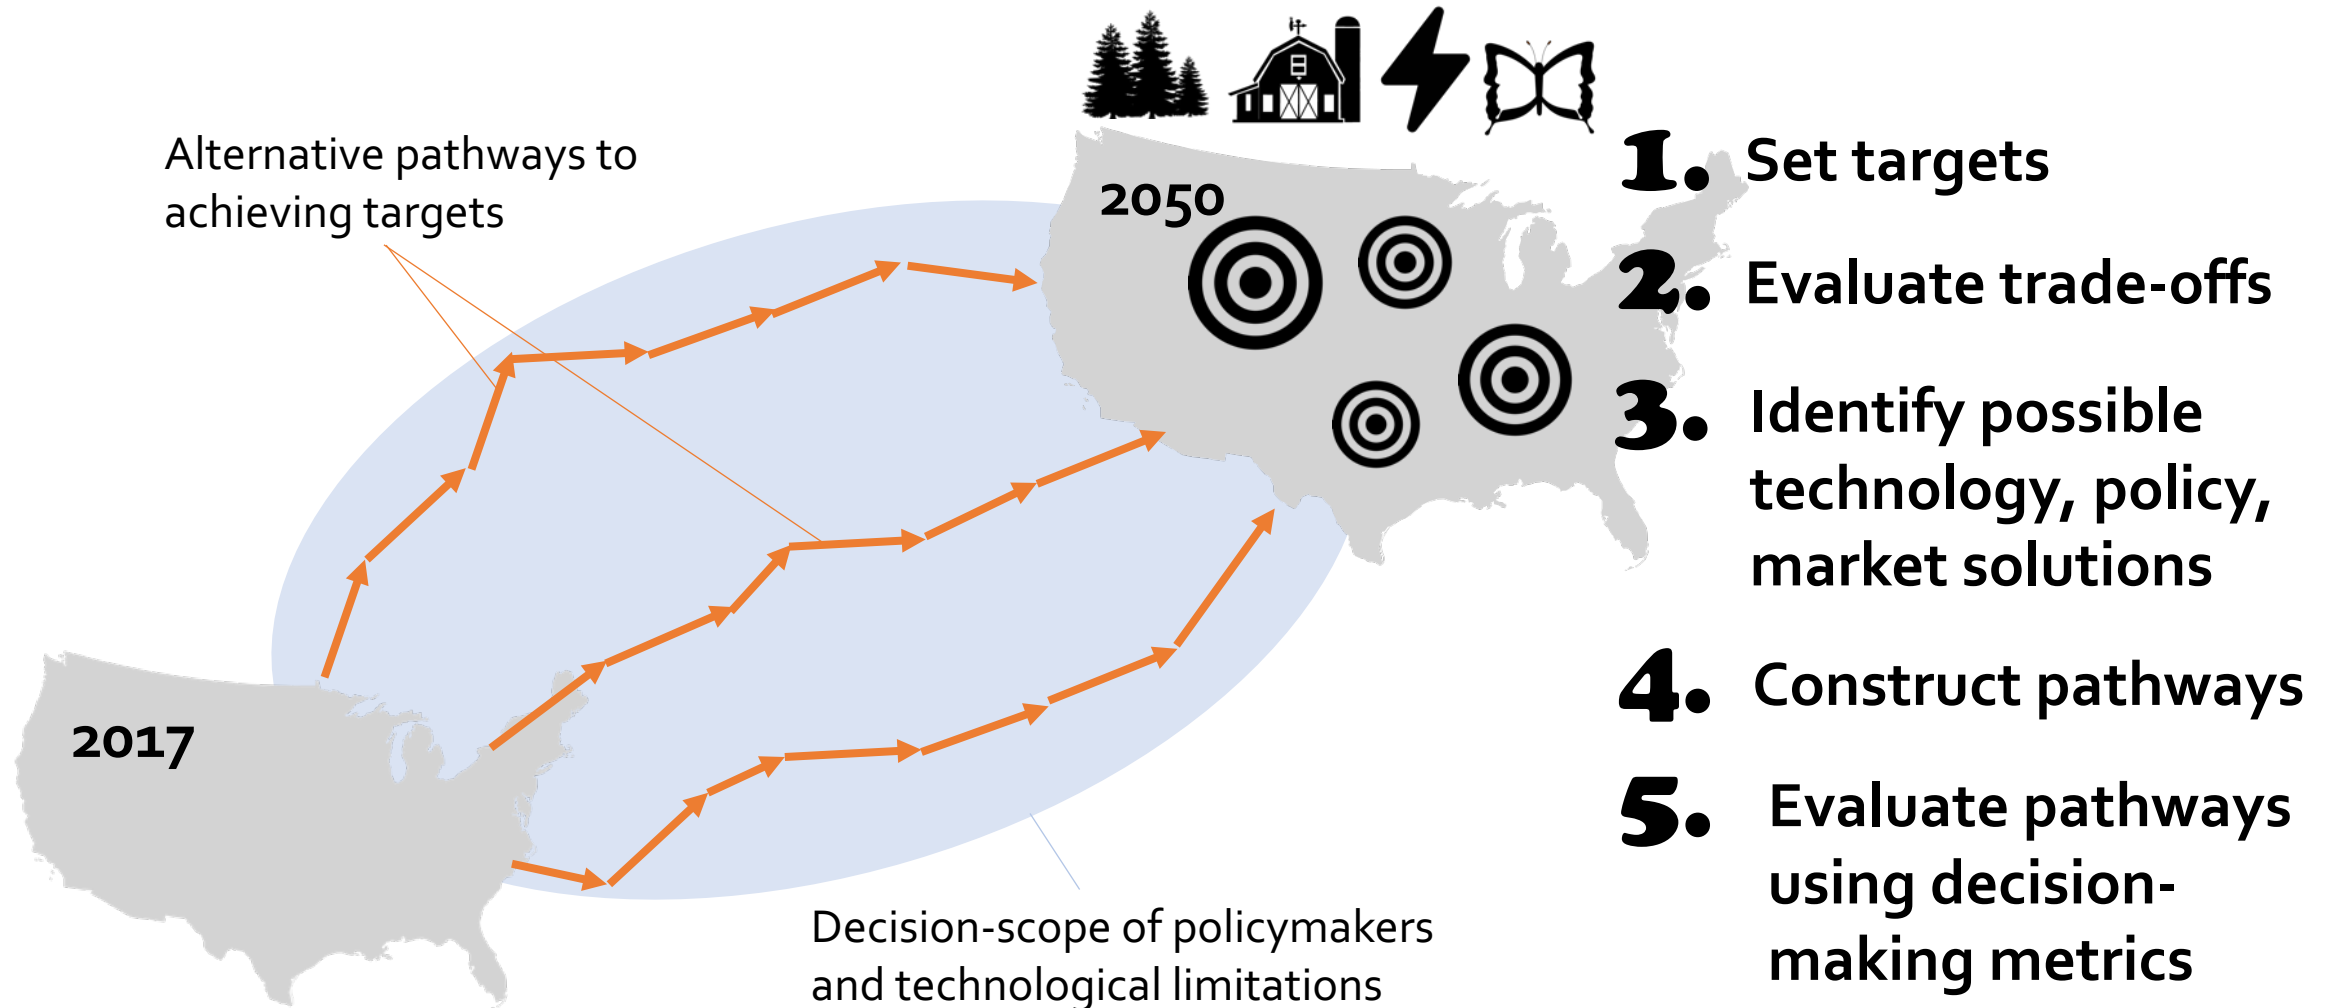 Alternative pathways to
achieving targets
2050
2017
Decision-scope of policymakers
and technological limitations
1. Set targets
2. Evaluate trade-offs
3. Identify possible
technology, policy,
market solutions
4. Construct pathways
5. Evaluate pathways
using decision-
making metrics